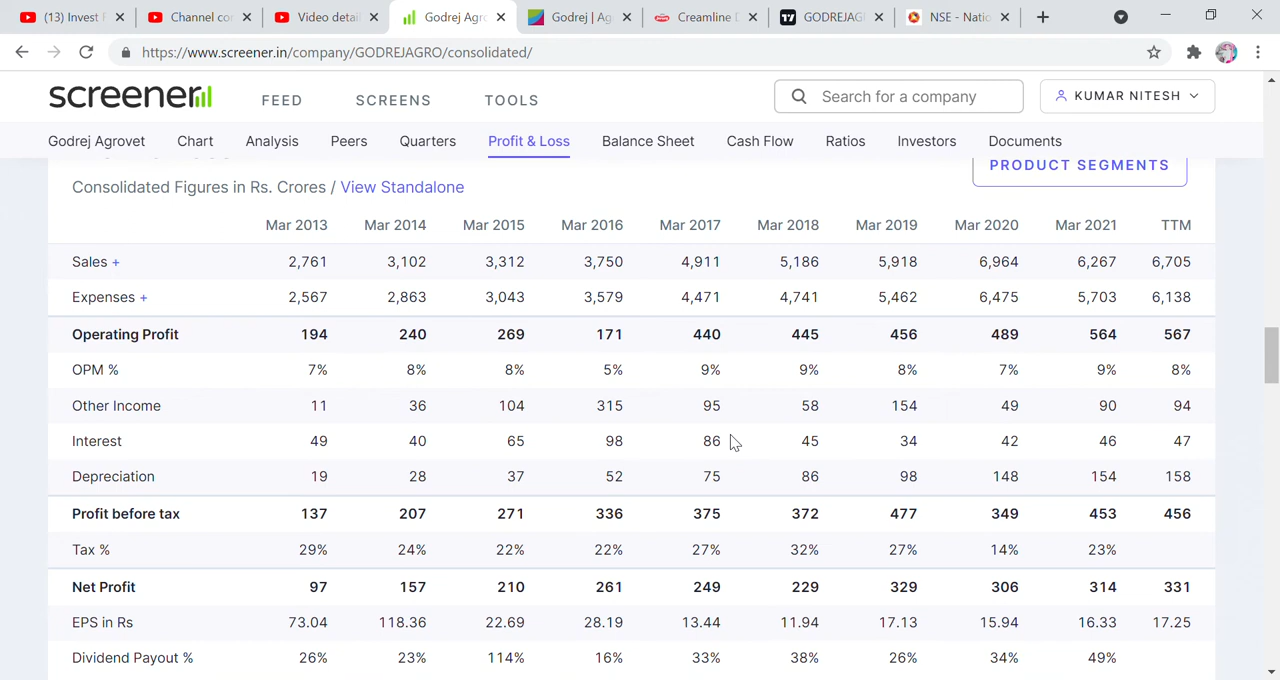 (13) Invest F
Channel co
Video detail
Godrej Agr
Godrej | Ag
Creamline D
GODREJAG
NSE - Natio
https://www.screener.in/company/GODREJAGRO/consolidated/
screener
FEED SCREENS TOOLS
Search for a company
KUMAR NITESH
Godrej Agrovet Chart Analysis Peers Quarters Profit & Loss Balance Sheet Cash Flow Ratios Investors Documents
PRODUCT SEGMENTS
Consolidated Figures in Rs. Crores / View Standalone
Mar 2013 Mar 2014 Mar 2015 Mar 2016 Mar 2017 Mar 2018 Mar 2019 Mar 2020 Mar 2021 TTM
Sales + 2,761 3,102 3,312 3,750 4,911 5,186 5,918 6,964 6,267 6,705
Expenses + 2,567 2,863 3,043 3,579 4,471 4,741 5,462 6,475 5,703 6,138
Operating Profit 194 240 269 171 440 445 456 489 564 567
OPM % 7% 8% 8% 5% 9% 9% 8% 7% 9% 8%
Other Income 11 36 104 315 95 58 154 49 90 94
Interest 49 40 65 98 86 45 34 42 46 47
Depreciation 19 28 37 52 75 86 98 148 154 158
Profit before tax 137 207 271 336 375 372 477 349 453 456
Tax % 29% 24% 22% 22% 27% 32% 27% 14% 23%
Net Profit 97 157 210 261 249 229 329 306 314 331
EPS in Rs 73.04 118.36 22.69 28.19 13.44 11.94 17.13 15.94 16.33 17.25
Dividend Payout % 26% 23% 114% 16% 33% 38% 26% 34% 49%